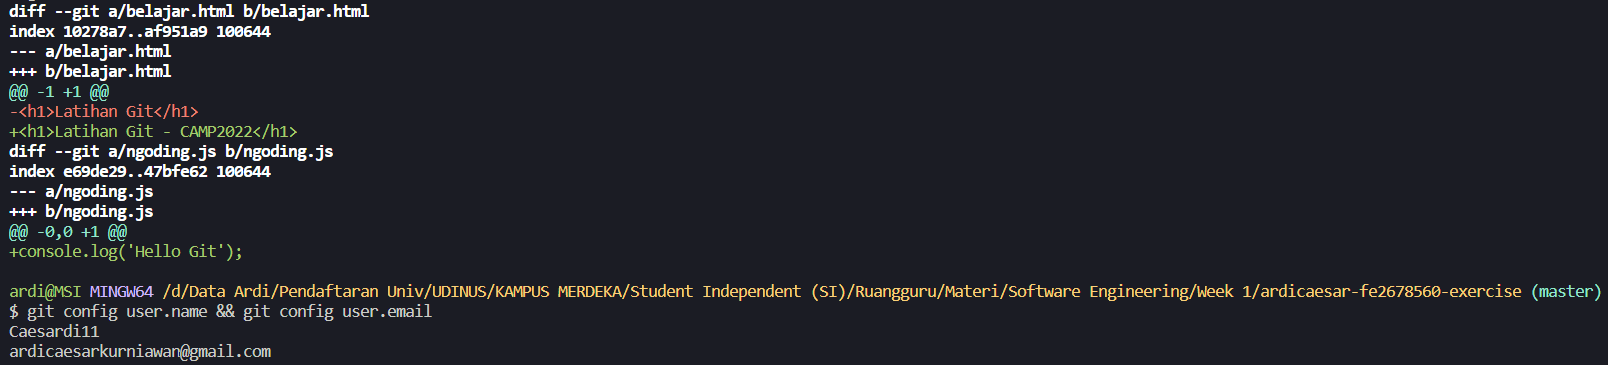 diff --git a/belajar.html b/belajar.html
index 10278a7..af951a9 100644
--- a/belajar.html
+++ b/belajar.html
@@ -1 +1 @@
-<h1>Latihan Git</h1>
+<h1>Latihan Git - CAMP2022</h1>
diff --git a/ngoding.js b/ngoding.js
index e69de29..47bfe62 100644
--- a/ngoding.js
+++ b/ngoding.js
@@ -0,0 +1 @@
+console.log('Hello Git');
ardi@MSI MINGW64 /d/Data Ardi/Pendaftaran Univ/UDINUS/KAMPUS MERDEKA/Student Independent (SI)/Ruangguru/Materi/Software Engineering/Week 1/ardicaesar-fe2678560-exercise (master)
$ git config user.name && git config user.email
Caesardi11
ardicaesarkurniawan@gmail.com